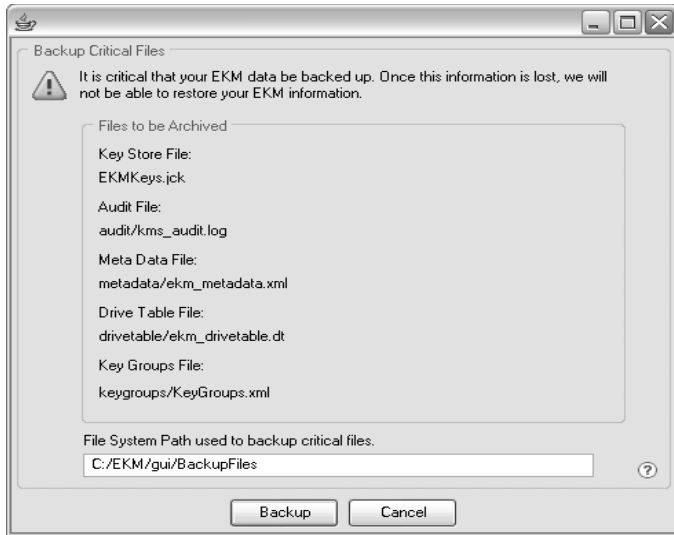 Backup Critical Files
It is critical that your EKM data be backed up. Once this information is lost, we will
not be able to restore your EKM information.
Files to be Archived
Key Store File:
EKMKeys.jck
Audit File:
audit/kms_audit.log
Meta Data File:
metadata/ekm_metadata.xml
Drive Table File:
drivetable/ekm_drivetable.dt
Key Groups File:
keygroups/KeyGroups.xml
File System Path used to backup critical files.
C:/EKM/gui/BackupFiles
?
Backup Cancel